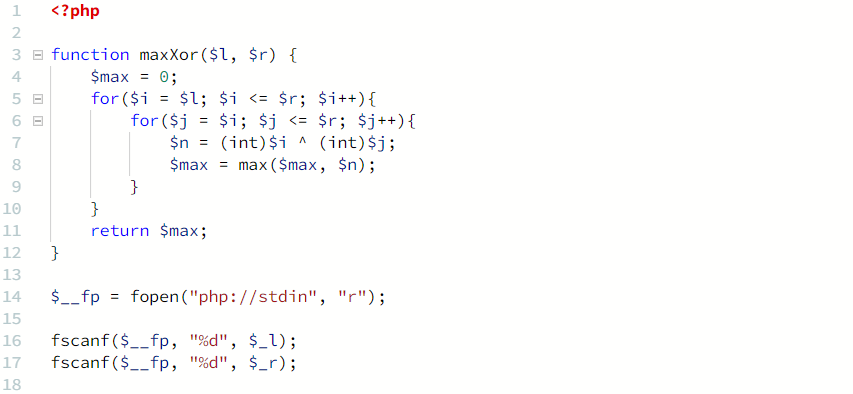 1 <?php
2
3 function maxXor($l, $r) {
4     $max = 0;
5     for($i = $l; $i <= $r; $i++){
6         for($j = $i; $j <= $r; $j++){
7             $n = (int)$i ^ (int)$j;
8             $max = max($max, $n);
9         }
10     }
11     return $max;
12 }
13
14 $__fp = fopen("php://stdin", "r");
15
16 fscanf($__fp, "%d", $_l);
17 fscanf($__fp, "%d", $_r);
18